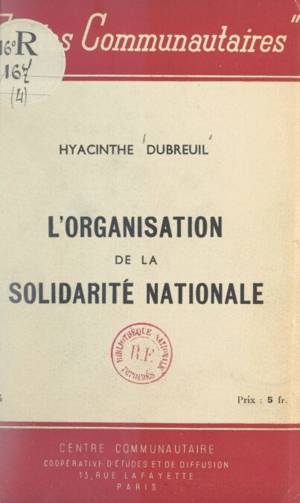 Communautaires"
16°R
167
(4)
HYACINTHE "DUBREUIL"
L'ORGANISATION
DE LA
SOLIDARITÉ NATIONALE
BIBLIOTHÈQUE NATIONALE
R.F.
Prix : 5 fr.
CENTRE COMMUNAUTAIRE
COOPÉRATIVE D'ÉTUDES ET DE DIFFUSION
13, RUE LAFAYETTE
PARIS